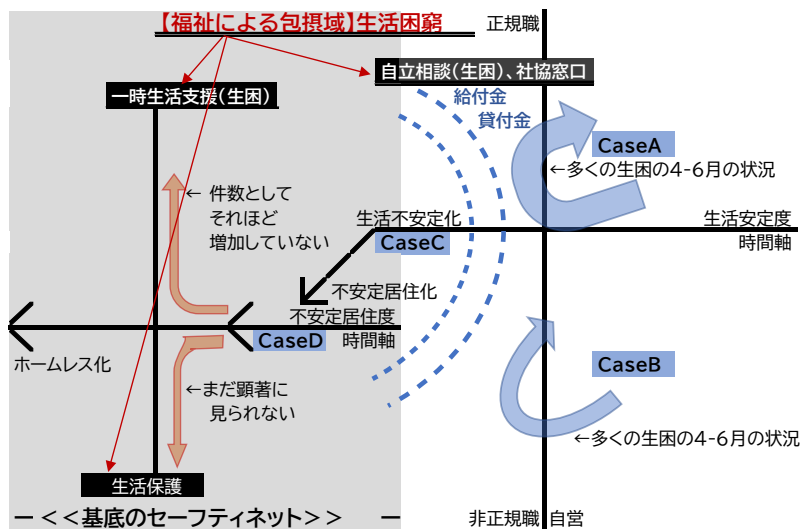 【福祉による包摂域】生活困窮
正規職
自立相談(生困)、社協窓口
一時生活支援(生困)
給付金
貸付金
CaseA
←多くの生困の4-6月の状況
← 件数として
それほど
増加していない
生活不安定化
生活安定度
CaseC
時間軸
不安定居住化
不安定居住度
CaseD
時間軸
ホームレス化
CaseB
←まだ顕著に
見られない
←多くの生困の4-6月の状況
生活保護
― <<基底のセーフティネット>> ―
非正規職
自営